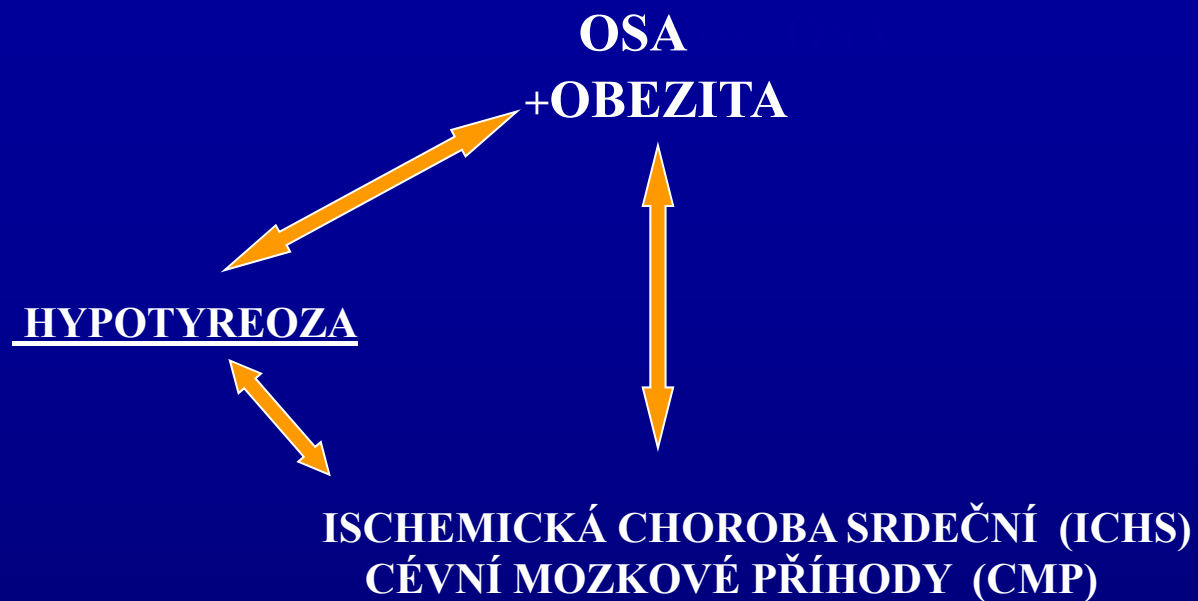 OSA
+OBEZITA
HYPOTYREOZA
ISCHEMICKÁ CHOROBA SRDEČNÍ (ICHS)
CÉVNÍ MOZKOVÉ PŘÍHODY (CMP)